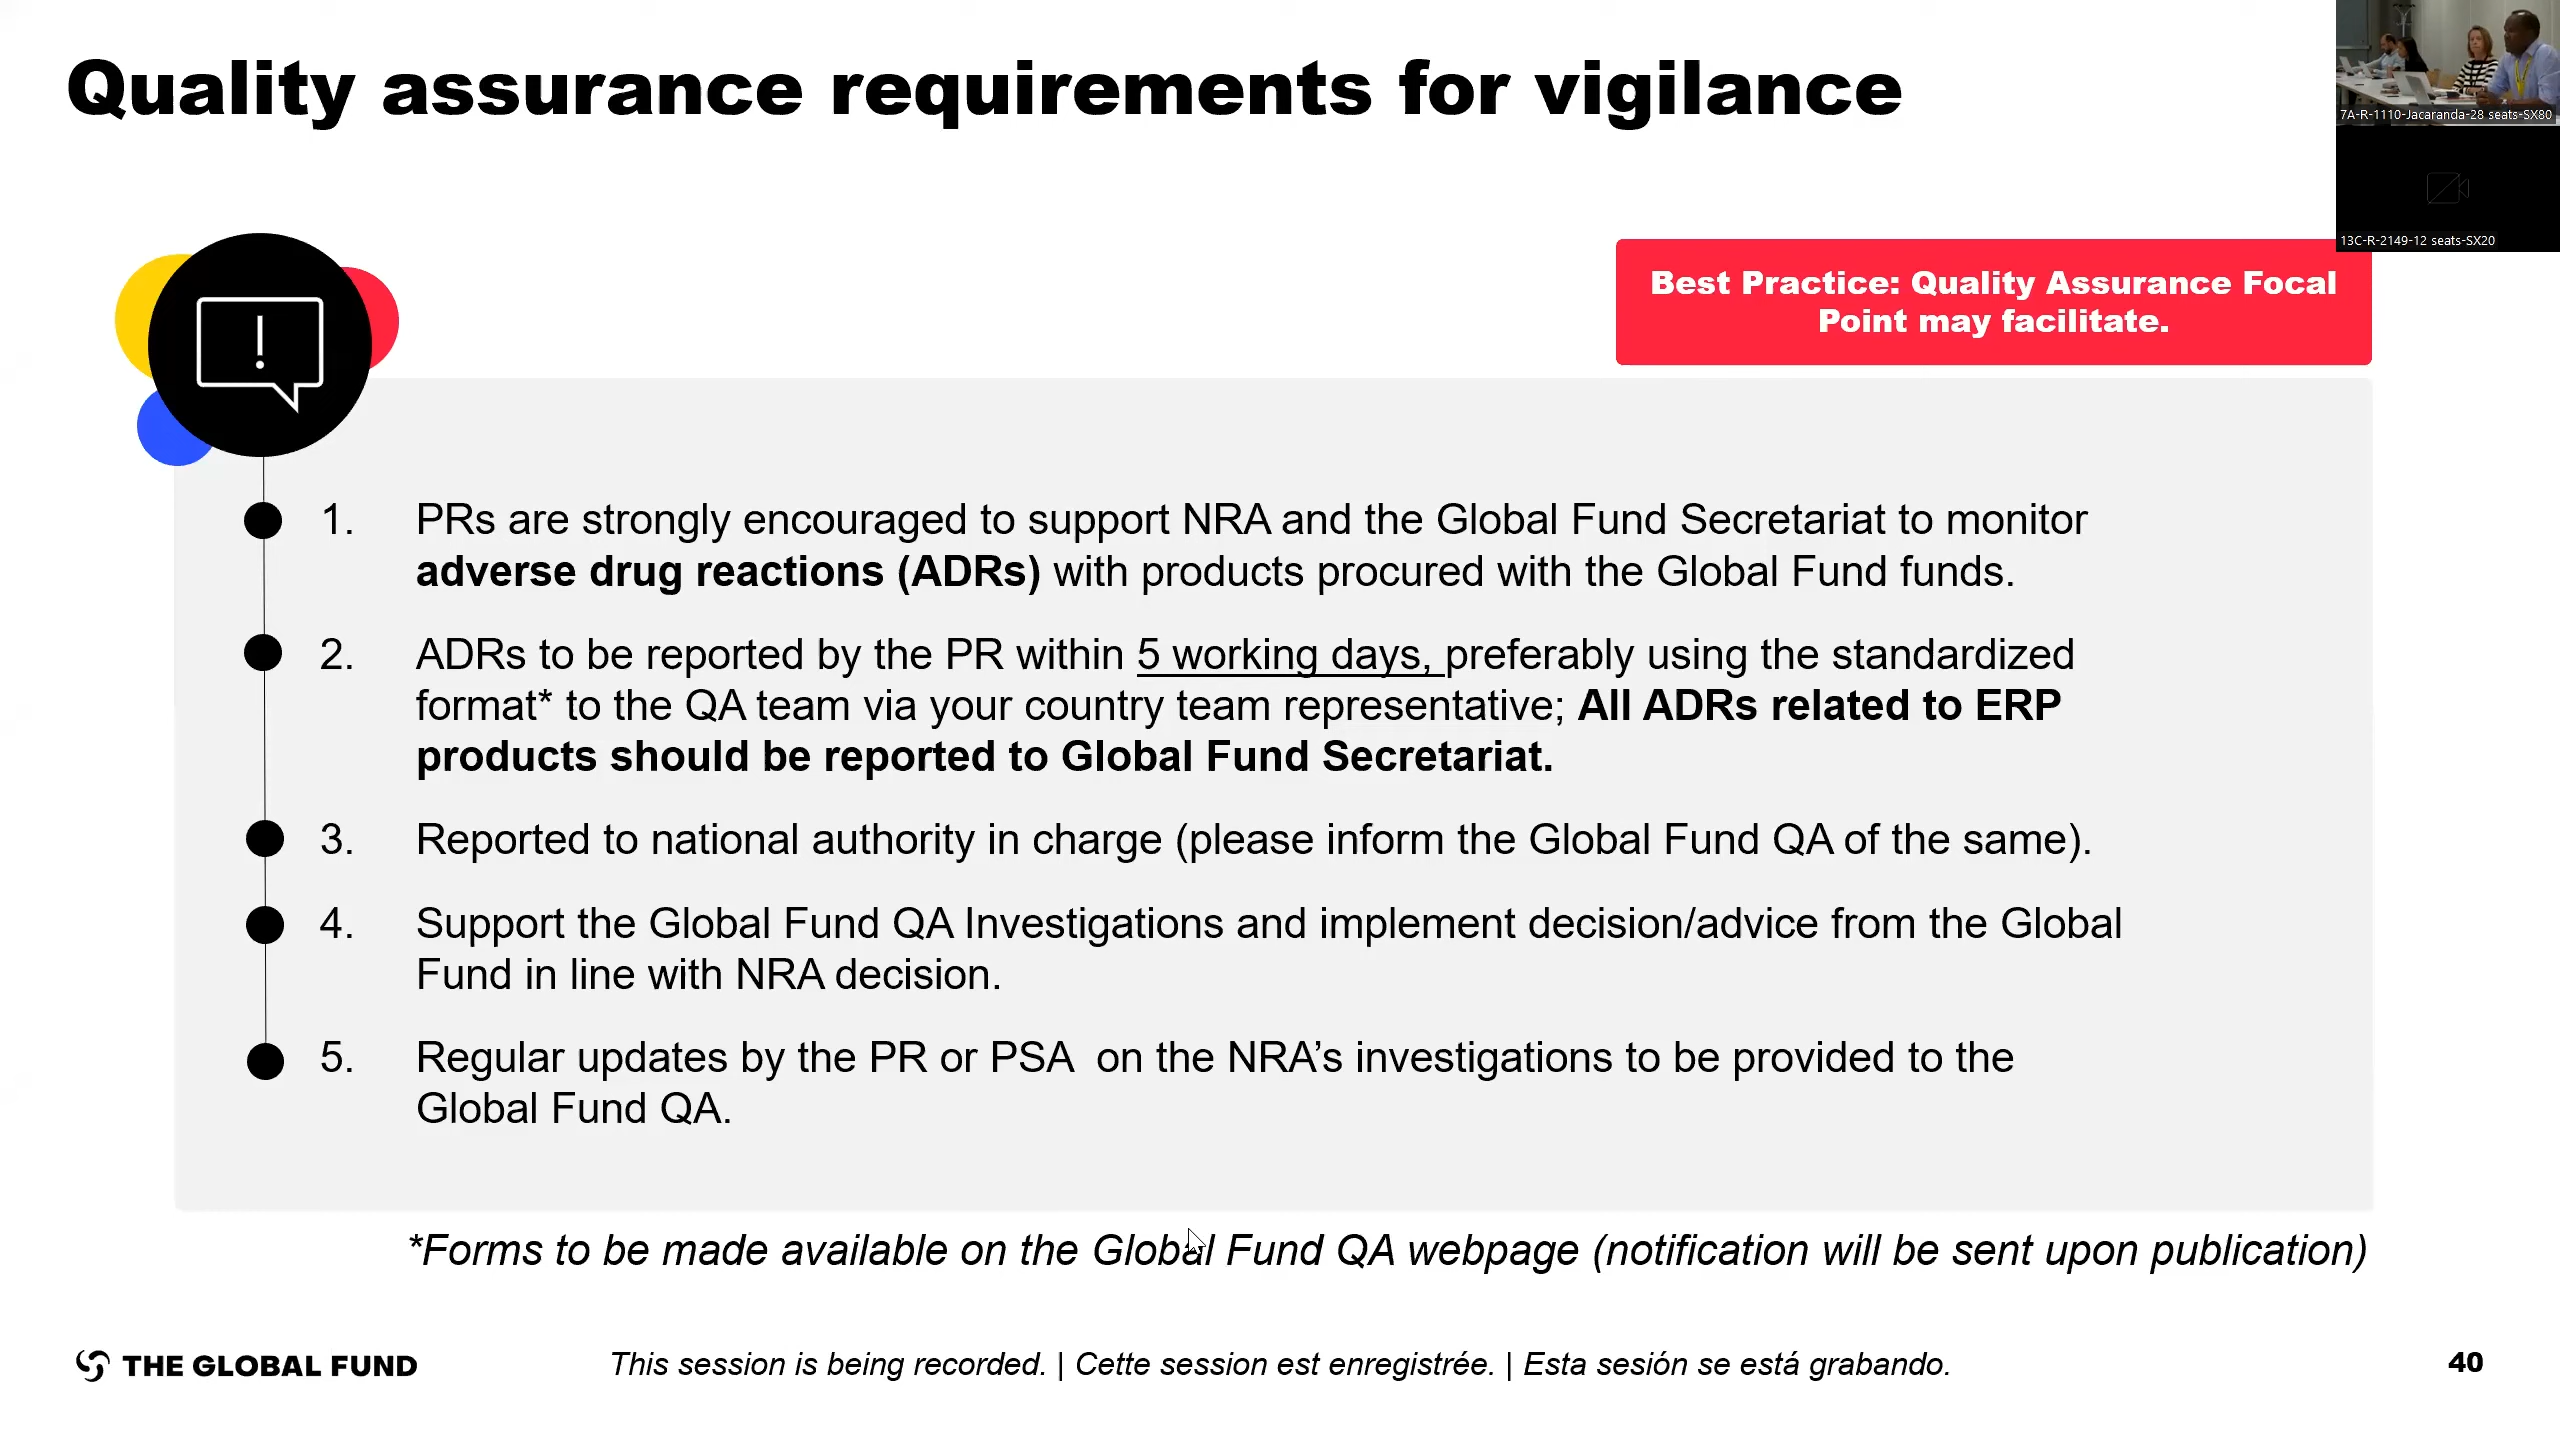 Quality assurance requirements for vigilance
7A-R-1110-Jacaranda-28 seats-SX80
13C-R-2149-12 seats-SX20
Best Practice: Quality Assurance Focal
Point may facilitate.
!
1. PRs are strongly encouraged to support NRA and the Global Fund Secretariat to monitor
adverse drug reactions (ADRs) with products procured with the Global Fund funds.
2. ADRs to be reported by the PR within 5 working days, preferably using the standardized
format* to the QA team via your country team representative; All ADRs related to ERP
products should be reported to Global Fund Secretariat.
3. Reported to national authority in charge (please inform the Global Fund QA of the same).
4. Support the Global Fund QA Investigations and implement decision/advice from the Global
Fund in line with NRA decision.
5. Regular updates by the PR or PSA on the NRA’s investigations to be provided to the
Global Fund QA.
*Forms to be made available on the Global Fund QA webpage (notification will be sent upon publication)
THE GLOBAL FUND
This session is being recorded. | Cette session est enregistrée. | Esta sesión se está grabando.
40